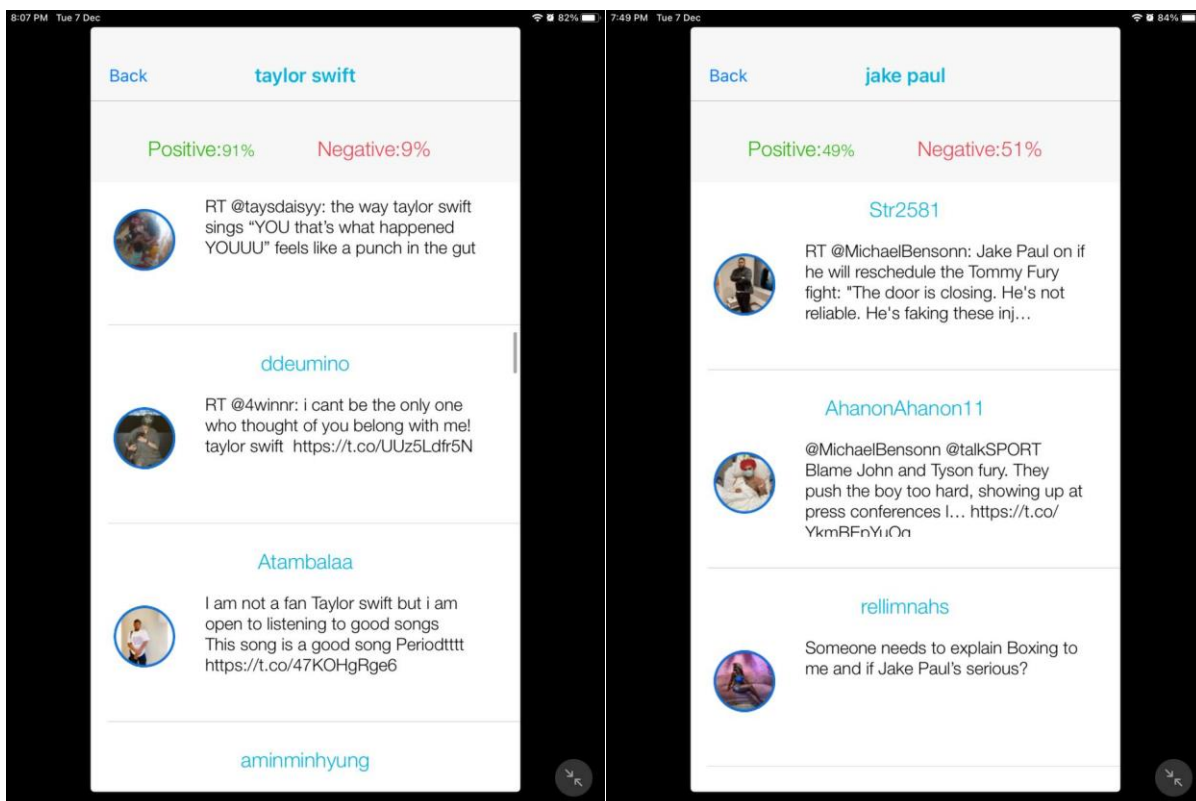 8:07 PM Tue 7 Dec
82%
Back
taylor swift
Positive:91%
Negative:9%
RT @taysdaisyy: the way taylor swift
sings “YOU that’s what happened
YOUUU” feels like a punch in the gut
ddeumino
RT @4winnr: i cant be the only one
who thought of you belong with me!
taylor swift https://t.co/UUz5Ldfr5N
Atambalaa
I am not a fan Taylor swift but i am
open to listening to good songs
This song is a good song Periodtttt
https://t.co/47KOHgRge6
aminminhyung
7:49 PM Tue 7 Dec
84%
Back
jake paul
Positive:49%
Negative:51%
Str2581
RT @MichaelBensonn: Jake Paul on if
he will reschedule the Tommy Fury
fight: "The door is closing. He's not
reliable. He's faking these inj…
AhanonAhanon11
@MichaelBensonn @talkSPORT
Blame John and Tyson fury. They
push the boy too hard, showing up at
press conferences l… https://t.co/
rellimnahs
Someone needs to explain Boxing to
me and if Jake Paul’s serious?